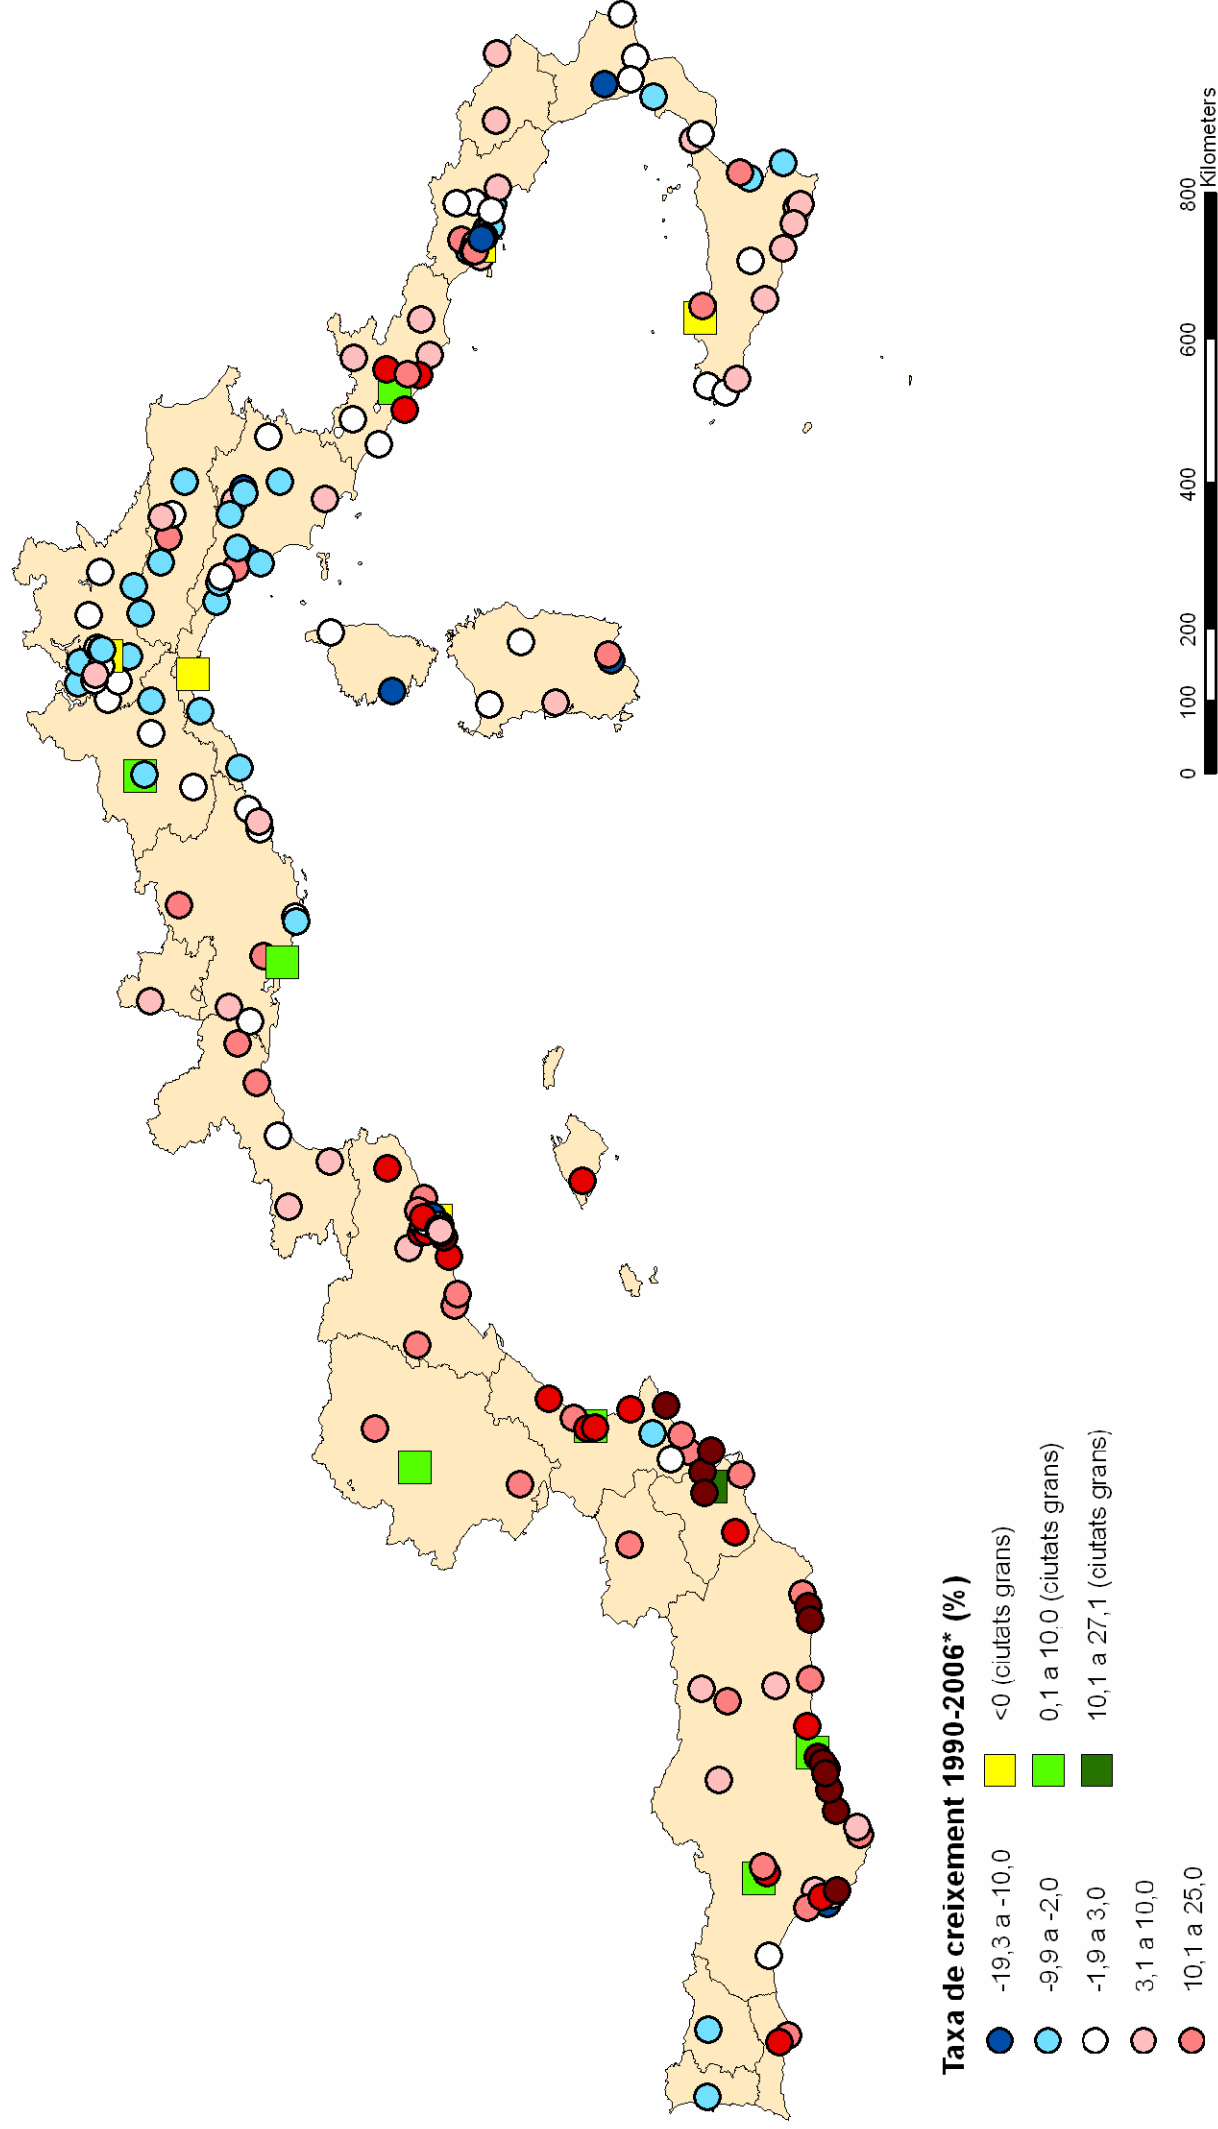 Taxa de creixement 1990-2006* (%)
-19,3 a -10,0
-9,9 a -2,0
-1,9 a 3,0
3,1 a 10,0
10,1 a 25,0
<0 (ciutats grans)
0,1 a 10,0 (ciutats grans)
10,1 a 27,1 (ciutats grans)
0 100 200 400 600 800
Kilometers